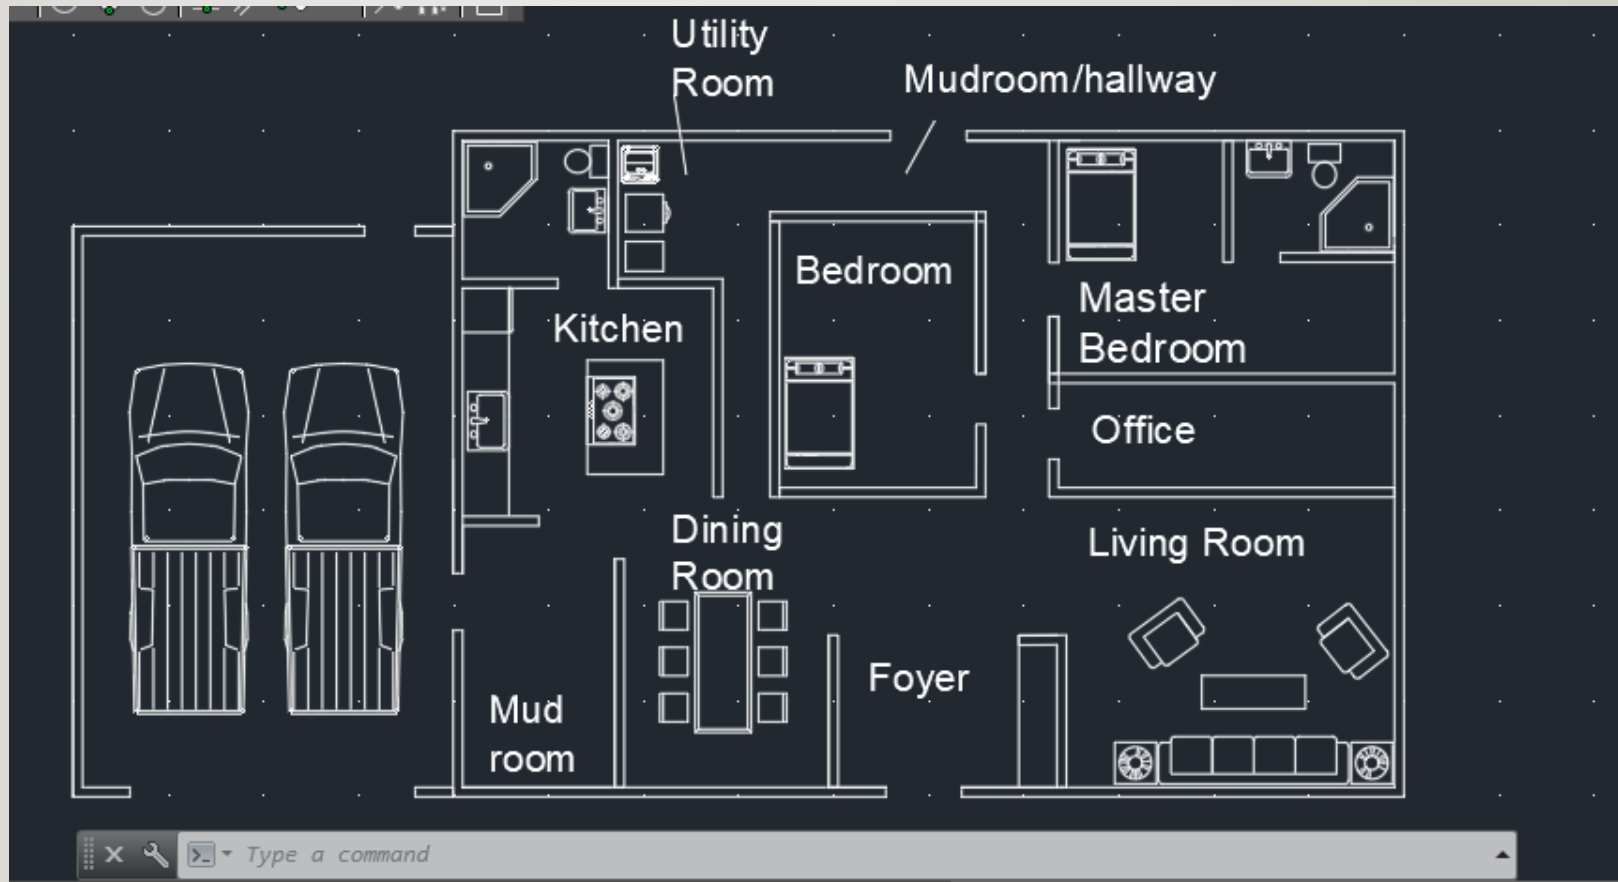 Utility
Room
Mudroom/hallway
Bedroom
Master
Bedroom
Kitchen
Office
Dining
Room
Living Room
Foyer
Mud
room
Type a command